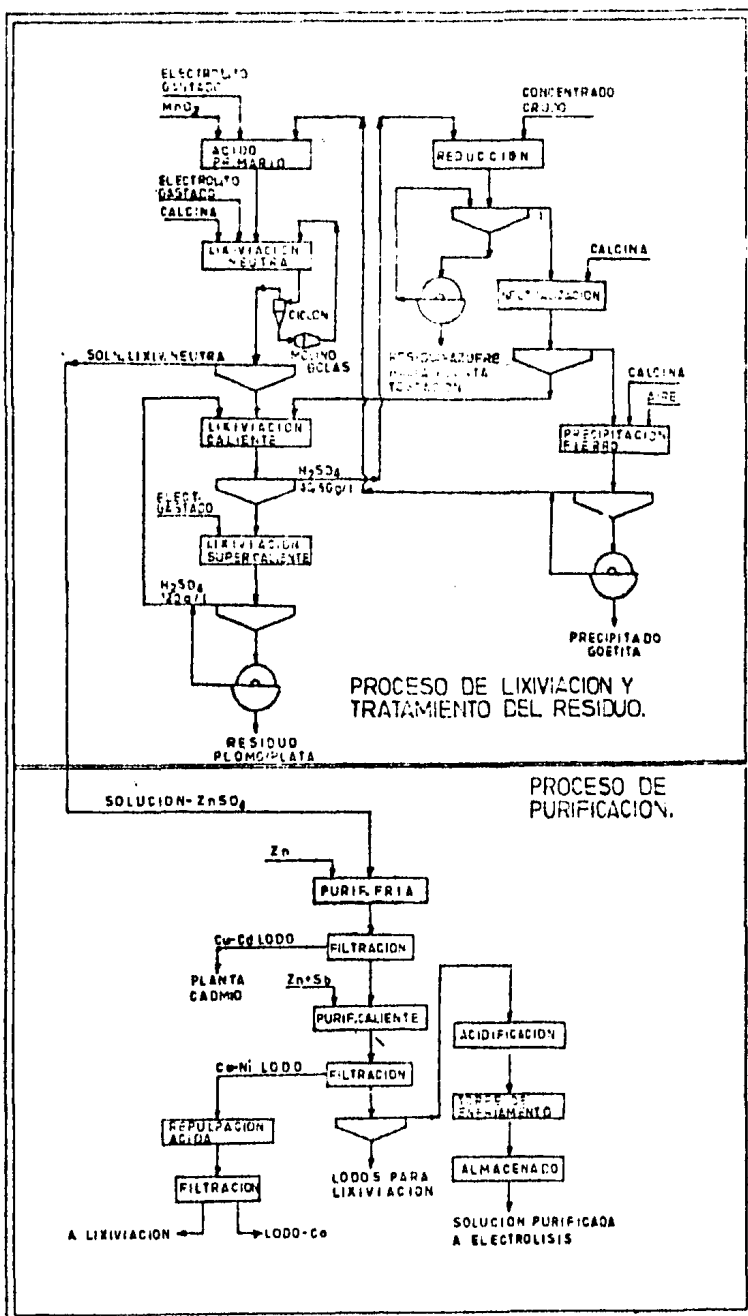 ELECTROLITO
GASTADO
MnO2
ACIDO
PRIMARIO
ELECTROLITO
GASTADO
CALCINA
LIXIVIACION
NEUTRA
CICLON
MOLINO
BOLAS
SOLN. LIXIV. NEUTRA
LIXIVIACION
CALIENTE
H2SO4
ELECT.
GASTADO
LIXIVIACION
SUPERCALIENTE
H2SO4
RESIDUO
PLOMO/PLATA
CONCENTRADO
CRUDO
REDUCCION
CALCINA
NEUTRALIZACION
TOSTACION
CALCINA
AIRE
PRECIPITACION
FIERRO
PRECIPITADO
GOETITA
PROCESO DE LIXIVIACION Y
TRATAMIENTO DEL RESIDUO.
PROCESO DE
PURIFICACION.
SOLUCION-ZnSO4
Zn
PURIF. FRIA
Cu-Cd LODO
FILTRACION
PLANTA
CADMIO
Zn+Sb
PURIF. CALIENTE
FILTRACION
REPULPACION
ACIDA
FILTRACION
A LIXIVIACION
LODO-Co
LODOS PARA
LIXIVIACION
ACIDIFICACION
TORRE DE
ENFRIAMIENTO
ALMACENADO
SOLUCION PURIFICADA
A ELECTROLISIS